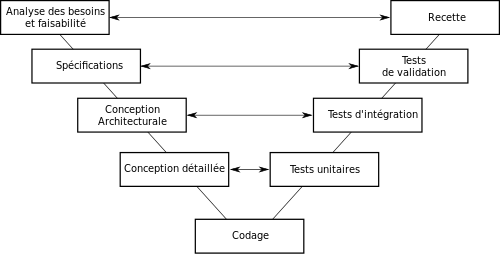 Analyse des besoins
et faisabilité
Recette
Spécifications
Tests
de validation
Conception
Architecturale
Tests d'intégration
Conception détaillée
Tests unitaires
Codage